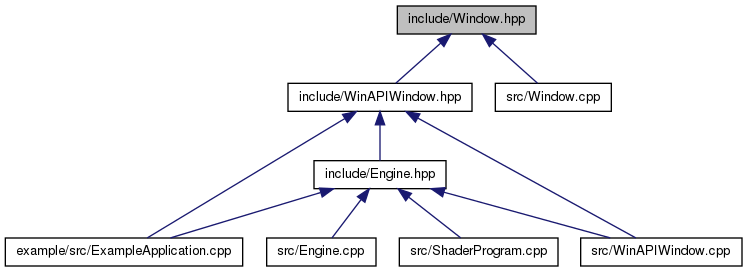 include/Window.hpp
include/WinAPIWindow.hpp
src/Window.cpp
include/Engine.hpp
example/src/ExampleApplication.cpp
src/Engine.cpp
src/ShaderProgram.cpp
src/WinAPIWindow.cpp